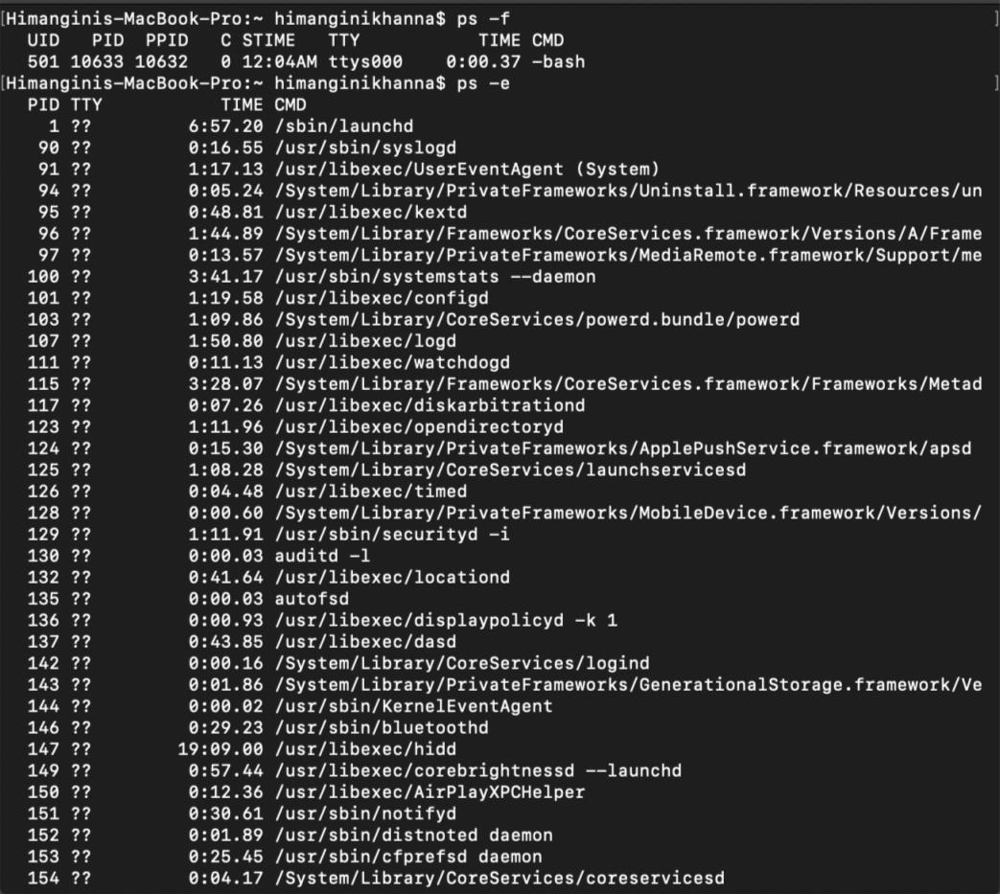 [Himanginis-MacBook-Pro:~ himanginikhanna$ ps -f ]
UID PID PPID C STIME TTY TIME CMD
501 10633 10632 0 12:04AM ttys000 0:00.37 -bash
[Himanginis-MacBook-Pro:~ himanginikhanna$ ps -e ]
PID TTY TIME CMD
1 ?? 6:57.20 /sbin/launchd
90 ?? 0:16.55 /usr/sbin/syslogd
91 ?? 1:17.13 /usr/libexec/UserEventAgent (System)
94 ?? 0:05.24 /System/Library/PrivateFrameworks/Uninstall.framework/Resources/un
95 ?? 0:48.81 /usr/libexec/kextd
96 ?? 1:44.89 /System/Library/Frameworks/CoreServices.framework/Versions/A/Frame
97 ?? 0:13.57 /System/Library/PrivateFrameworks/MediaRemote.framework/Support/me
100 ?? 3:41.17 /usr/sbin/systemstats --daemon
101 ?? 1:19.58 /usr/libexec/configd
103 ?? 1:09.86 /System/Library/CoreServices/powerd.bundle/powerd
107 ?? 1:50.80 /usr/libexec/logd
111 ?? 0:11.13 /usr/libexec/watchdogd
115 ?? 3:28.07 /System/Library/Frameworks/CoreServices.framework/Frameworks/Metad
117 ?? 0:07.26 /usr/libexec/diskarbitrationd
123 ?? 1:11.96 /usr/libexec/opendirectoryd
124 ?? 0:15.30 /System/Library/PrivateFrameworks/ApplePushService.framework/apsd
125 ?? 1:08.28 /System/Library/CoreServices/launchservicesd
126 ?? 0:04.48 /usr/libexec/timed
128 ?? 0:00.60 /System/Library/PrivateFrameworks/MobileDevice.framework/Versions/
129 ?? 1:11.91 /usr/sbin/securityd -i
130 ?? 0:00.03 auditd -l
132 ?? 0:41.64 /usr/libexec/locationd
135 ?? 0:00.03 autofsd
136 ?? 0:00.93 /usr/libexec/displaypolicyd -k 1
137 ?? 0:43.85 /usr/libexec/dasd
142 ?? 0:00.16 /System/Library/CoreServices/logind
143 ?? 0:01.86 /System/Library/PrivateFrameworks/GenerationalStorage.framework/Ve
144 ?? 0:00.02 /usr/sbin/KernelEventAgent
146 ?? 0:29.23 /usr/sbin/bluetoothd
147 ?? 19:09.00 /usr/libexec/hidd
149 ?? 0:57.44 /usr/libexec/corebrightnessd --launchd
150 ?? 0:12.36 /usr/libexec/AirPlayXPCHelper
151 ?? 0:30.61 /usr/sbin/notifyd
152 ?? 0:01.89 /usr/sbin/distnoted daemon
153 ?? 0:25.45 /usr/sbin/cfprefsd daemon
154 ?? 0:04.17 /System/Library/CoreServices/coreservicesd